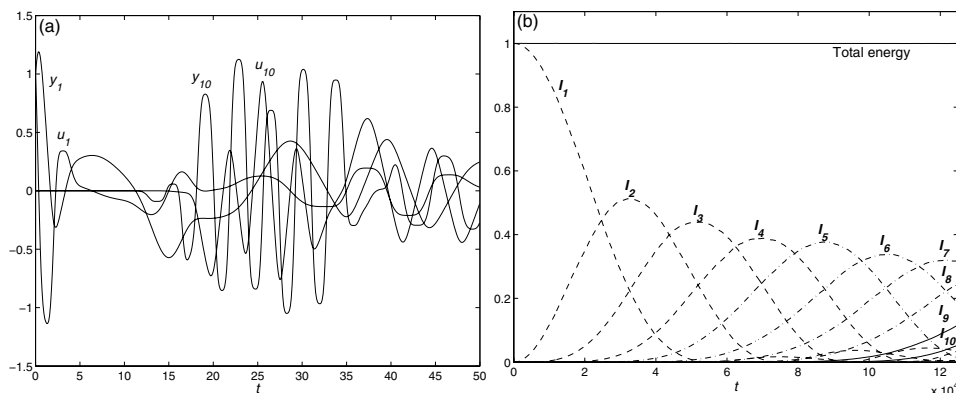 (a)
1.5
1
0.5
0
−0.5
−1
−1.5
y1
u1
y10
u10
0 5 10 15 20 25 30 35 40 45 50
t
(b)
1
0.8
0.6
0.4
0.2
0
Total energy
I1
I2
I3
I4
I5
I6
I7
I8
I9
I10
0 2 4 6 8 10 12
t
x 10^4